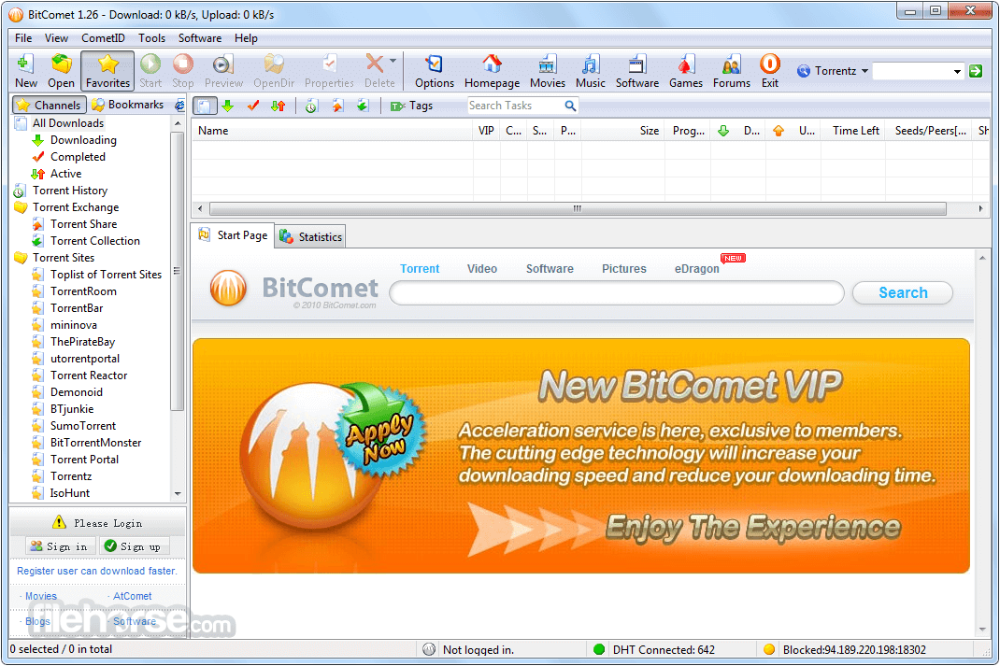 BitComet 1.26 - Download: 0 kB/s, Upload: 0 kB/s
File View CometID Tools Software Help
New Open Favorites Start Stop Preview OpenDir Properties Delete Options Homepage Movies Music Software Games Forums Exit Torrentz
Channels Bookmarks
Tags Search Tasks
All Downloads
Downloading
Completed
Active
Torrent History
Torrent Exchange
Torrent Share
Torrent Collection
Torrent Sites
Toplist of Torrent Sites
TorrentRoom
TorrentBar
mininova
ThePirateBay
utorrentportal
Torrent Reactor
Demonoid
BTjunkie
SumoTorrent
BitTorrentMonster
Torrent Portal
Torrentz
IsoHunt
Please Login
Sign in Sign up
Register user can download faster.
· Movies · AtComet
· Blogs · Software
filehorse.com
Name VIP C... S... P... Size Prog... D... U... Time Left Seeds/Peers[... Sh
Start Page Statistics
Torrent Video Software Pictures eDragon NEW
BitComet
© 2010 BitComet.com
Search
New BitComet VIP
Apply Now
Acceleration service is here, exclusive to members.
The cutting edge technology will increase your
downloading speed and reduce your downloading time.
Enjoy The Experience
0 selected / 0 in total Not logged in. DHT Connected: 642 Blocked:94.189.220.198:18302